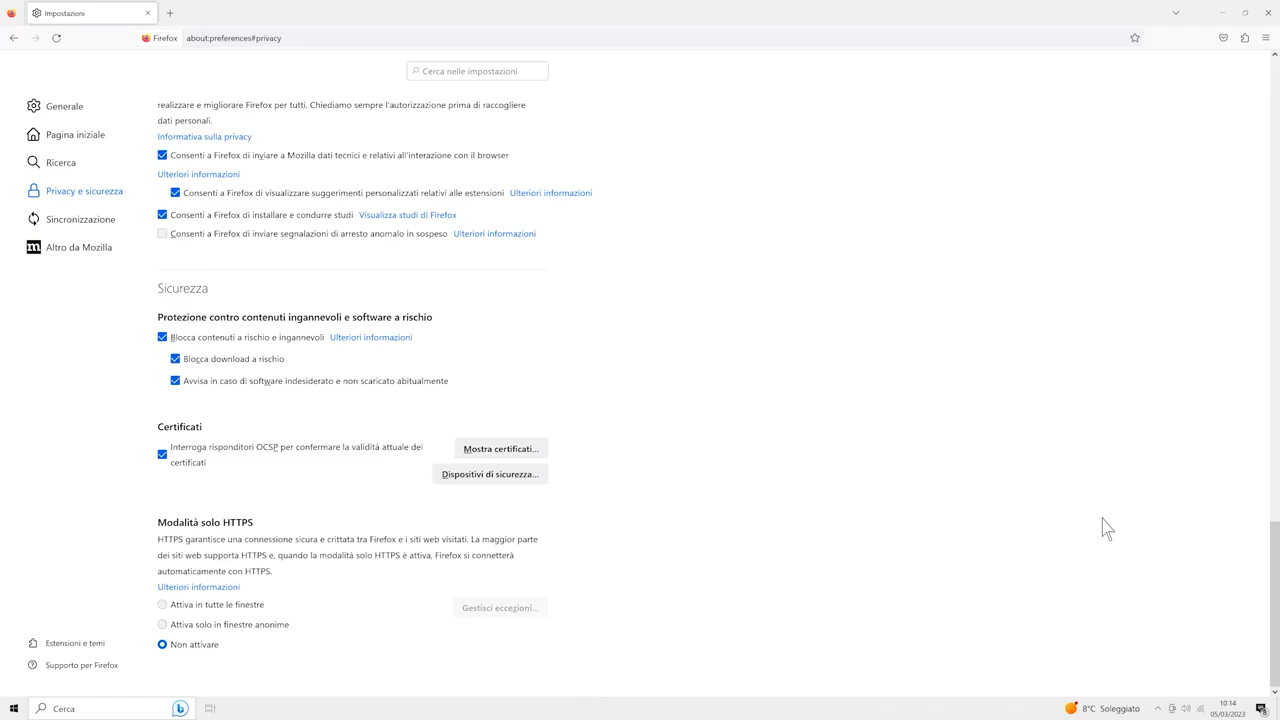 Impostazioni
Firefox
about:preferences#privacy
Cerca nelle impostazioni
Generale
Pagina iniziale
Ricerca
Privacy e sicurezza
Sincronizzazione
Altro da Mozilla
Estensioni e temi
Supporto per Firefox
realizzare e migliorare Firefox per tutti. Chiediamo sempre l'autorizzazione prima di raccogliere
dati personali.
Informativa sulla privacy
Consenti a Firefox di inviare a Mozilla dati tecnici e relativi all'interazione con il browser
Ulteriori informazioni
Consenti a Firefox di visualizzare suggerimenti personalizzati relativi alle estensioni Ulteriori informazioni
Consenti a Firefox di installare e condurre studi Visualizza studi di Firefox
Consenti a Firefox di inviare segnalazioni di arresto anomalo in sospeso Ulteriori informazioni
Sicurezza
Protezione contro contenuti ingannevoli e software a rischio
Blocca contenuti a rischio e ingannevoli Ulteriori informazioni
Blocca download a rischio
Avvisa in caso di software indesiderato e non scaricato abitualmente
Certificati
Interroga risponditori OCSP per confermare la validità attuale dei
certificati
Mostra certificati...
Dispositivi di sicurezza...
Modalità solo HTTPS
HTTPS garantisce una connessione sicura e crittata tra Firefox e i siti web visitati. La maggior parte
dei siti web supporta HTTPS e, quando la modalità solo HTTPS è attiva, Firefox si connetterà
automaticamente con HTTPS.
Ulteriori informazioni
Attiva in tutte le finestre
Gestisci eccezioni...
Attiva solo in finestre anonime
Non attivare
Cerca
8°C Soleggiato
10:14
05/03/2023